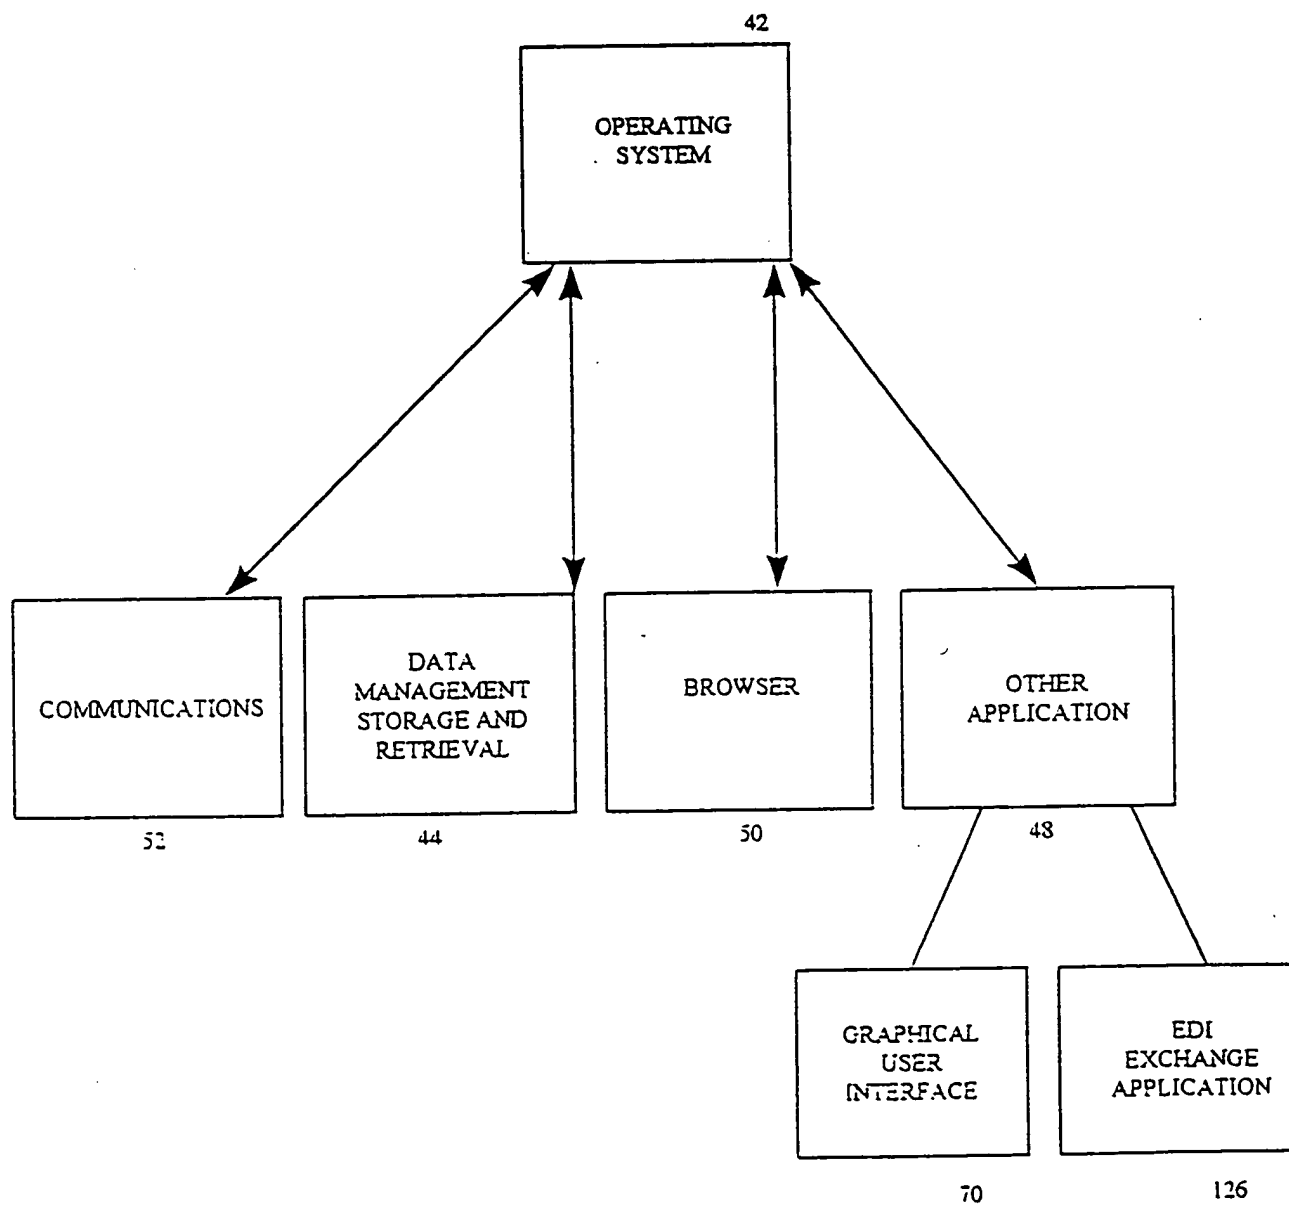 42
OPERATING
SYSTEM
COMMUNICATIONS
DATA
MANAGEMENT
STORAGE AND
RETRIEVAL
BROWSER
OTHER
APPLICATION
52
44
50
48
GRAPHICAL
USER
INTERFACE
EDI
EXCHANGE
APPLICATION
70
126